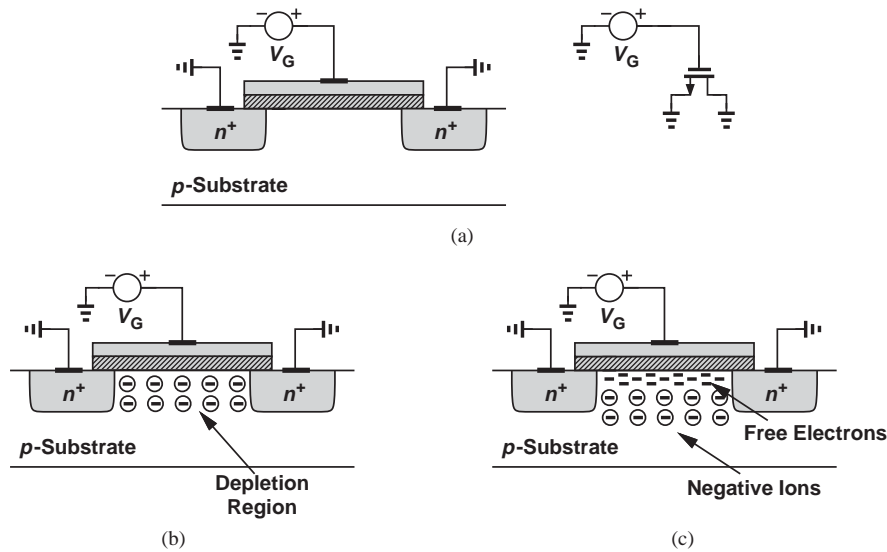 − +
V_G
n⁺ n⁺
p-Substrate
− +
V_G
(a)
− +
V_G
n⁺ n⁺
p-Substrate
Depletion
Region
(b)
− +
V_G
n⁺ n⁺
Free Electrons
p-Substrate
Negative Ions
(c)